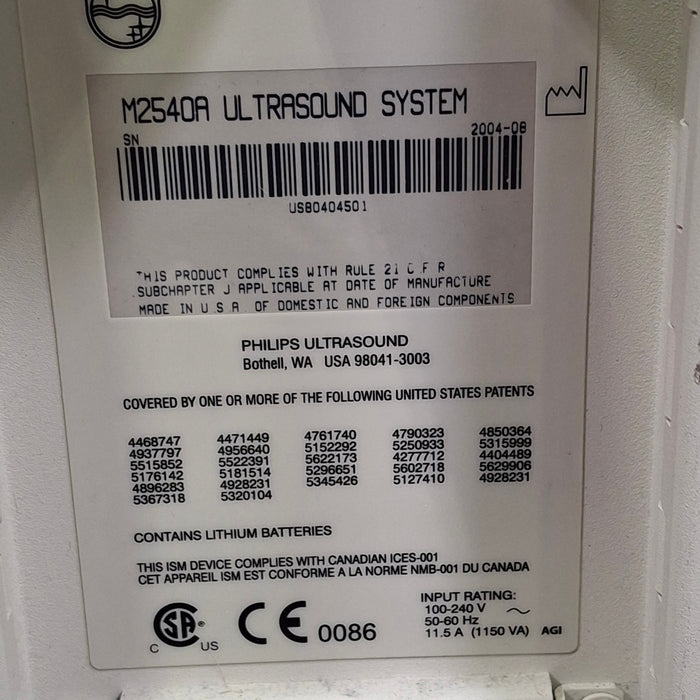 M2540A ULTRASOUND SYSTEM
SN
2004-08
USB0404501
THIS PRODUCT COMPLIES WITH RULE 21 C F R
SUBCHAPTER J APPLICABLE AT DATE OF MANUFACTURE
MADE IN U S A OF DOMESTIC AND FOREIGN COMPONENTS
PHILIPS ULTRASOUND
Bothell, WA USA 98041-3003
COVERED BY ONE OR MORE OF THE FOLLOWING UNITED STATES PATENTS
4468747 4471449 4761740 4790323 4850364
4937797 4956640 5152292 5250933 5315999
5515852 5522391 5622173 4277712 4404489
5176142 5181514 5296651 5602718 5629906
4896283 4928231 5345426 5127410 4928231
5367318 5320104
CONTAINS LITHIUM BATTERIES
THIS ISM DEVICE COMPLIES WITH CANADIAN ICES-001
CET APPAREIL ISM EST CONFORME A LA NORME NMB-001 DU CANADA
C SA US
CE 0086
INPUT RATING:
100-240 V ~
50-60 Hz
11.5 A (1150 VA) AGI